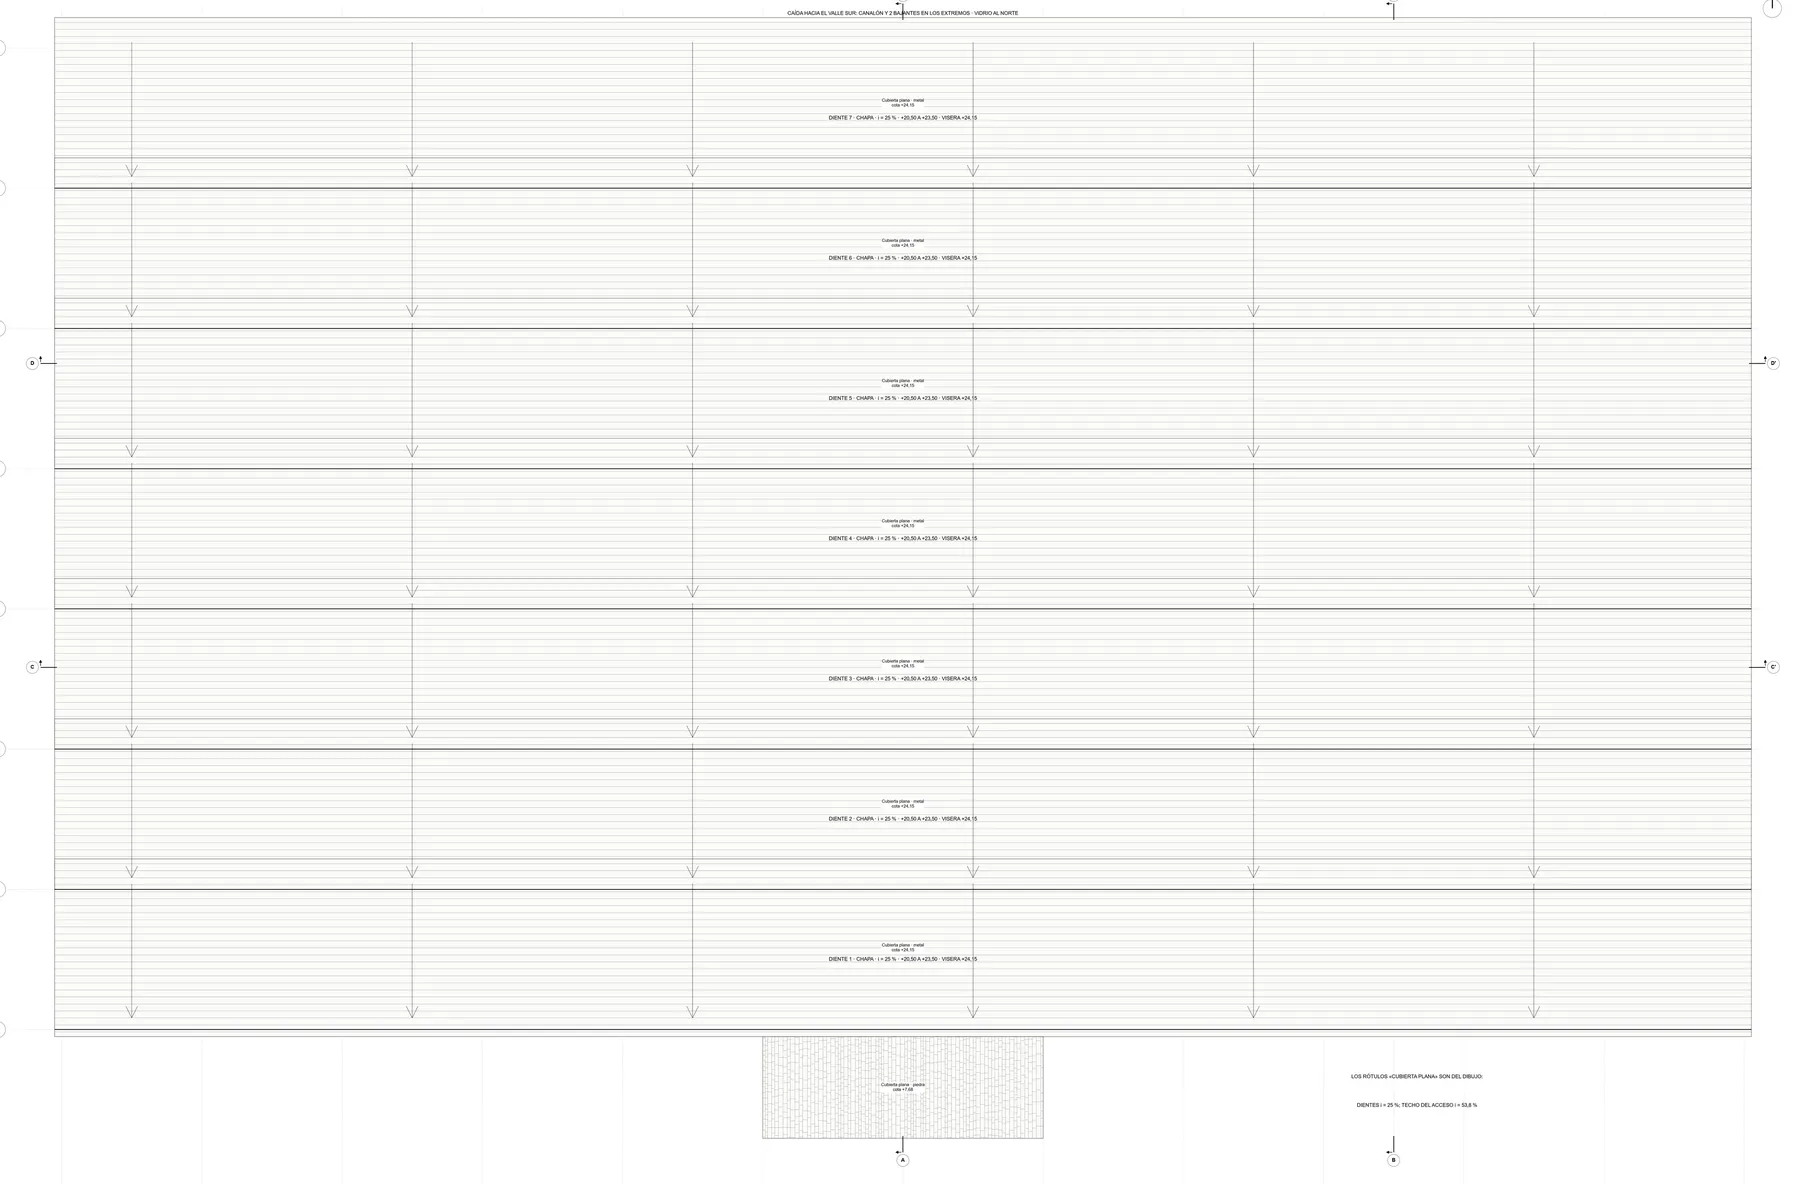 CAÍDA HACIA EL VALLE SUR: CANALÓN Y 2 BAJANTES EN LOS EXTREMOS · VIDRIO AL NORTE
Cubierta plana · metal
cota +24,15
DIENTE 7 · CHAPA · i = 25 % · +20,50 A +23,50 · VISERA +24,15
Cubierta plana · metal
cota +24,15
DIENTE 6 · CHAPA · i = 25 % · +20,50 A +23,50 · VISERA +24,15
D
D'
Cubierta plana · metal
cota +24,15
DIENTE 5 · CHAPA · i = 25 % · +20,50 A +23,50 · VISERA +24,15
Cubierta plana · metal
cota +24,15
DIENTE 4 · CHAPA · i = 25 % · +20,50 A +23,50 · VISERA +24,15
Cubierta plana · metal
cota +24,15
C
C'
DIENTE 3 · CHAPA · i = 25 % · +20,50 A +23,50 · VISERA +24,15
Cubierta plana · metal
cota +24,15
DIENTE 2 · CHAPA · i = 25 % · +20,50 A +23,50 · VISERA +24,15
Cubierta plana · metal
cota +24,15
DIENTE 1 · CHAPA · i = 25 % · +20,50 A +23,50 · VISERA +24,15
Cubierta plana · piedra
cota +7,68
LOS RÓTULOS «CUBIERTA PLANA» SON DEL DIBUJO:
DIENTES i = 25 %; TECHO DEL ACCESO i = 53,8 %
A
B